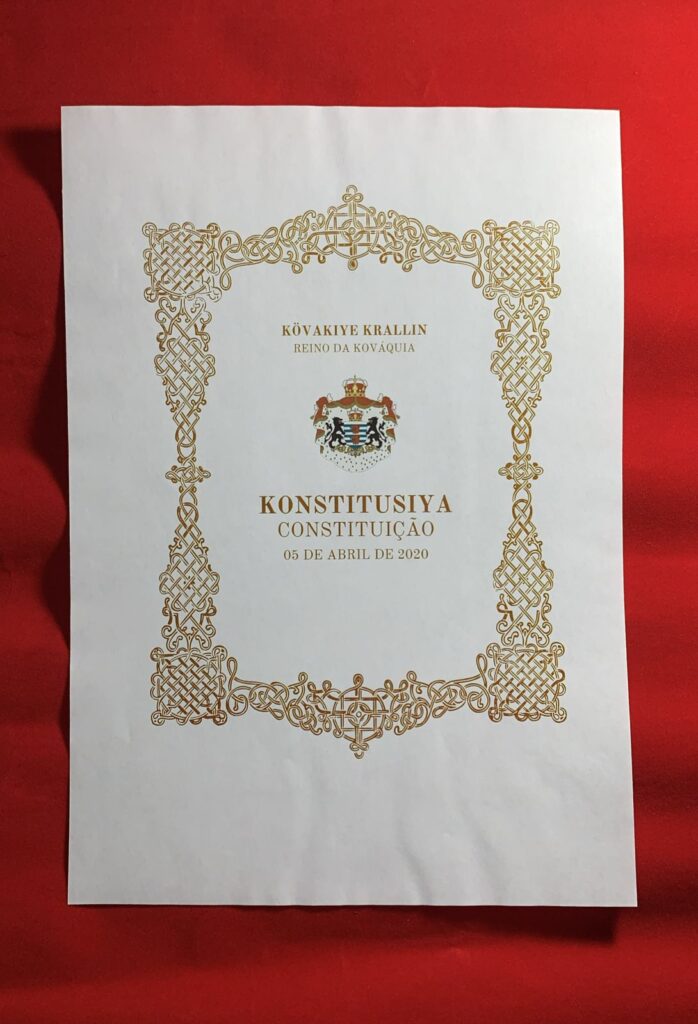 KÖVAKIYE KRALLIN
REINO DA KOVÁQUIA
KONSTITUSIYA
CONSTITUIÇÃO
05 DE ABRIL DE 2020